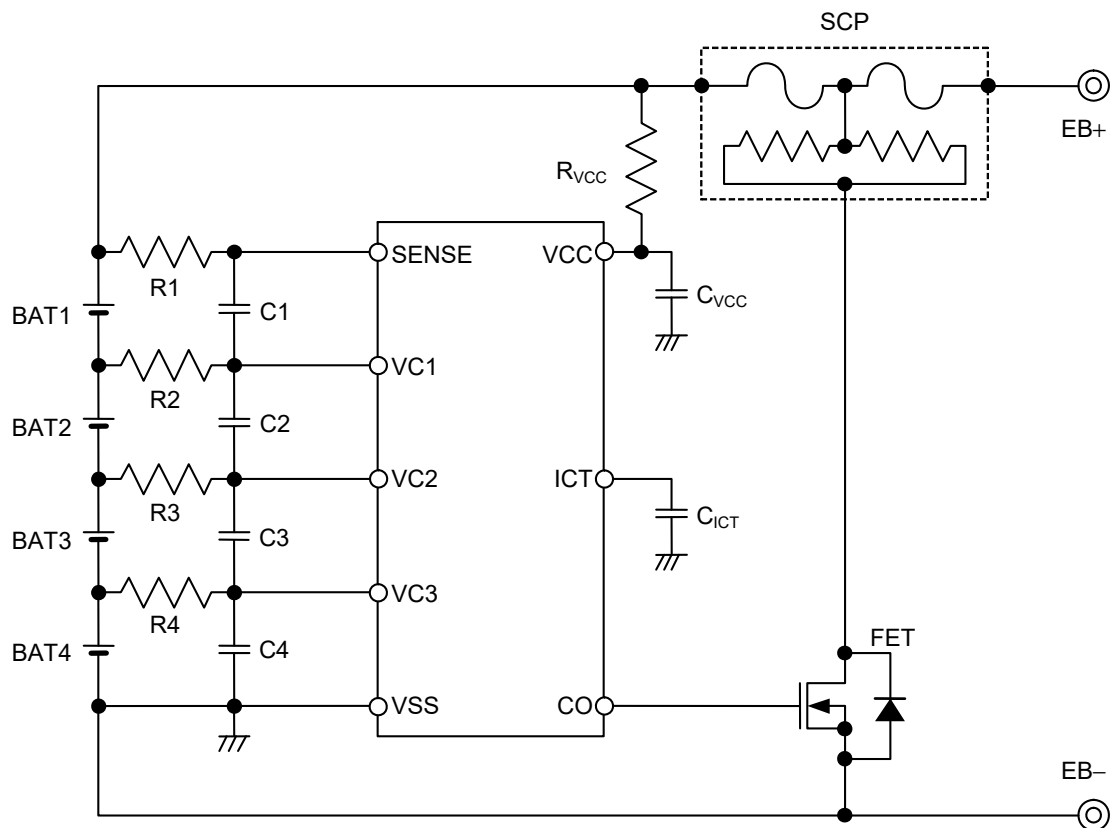 SCP
EB+
RVCC
SENSE
VCC
R1
C1
CVCC
BAT1
VC1
R2
C2
BAT2
VC2
ICT
R3
C3
CICT
BAT3
VC3
R4
C4
BAT4
FET
VSS
CO
EB−